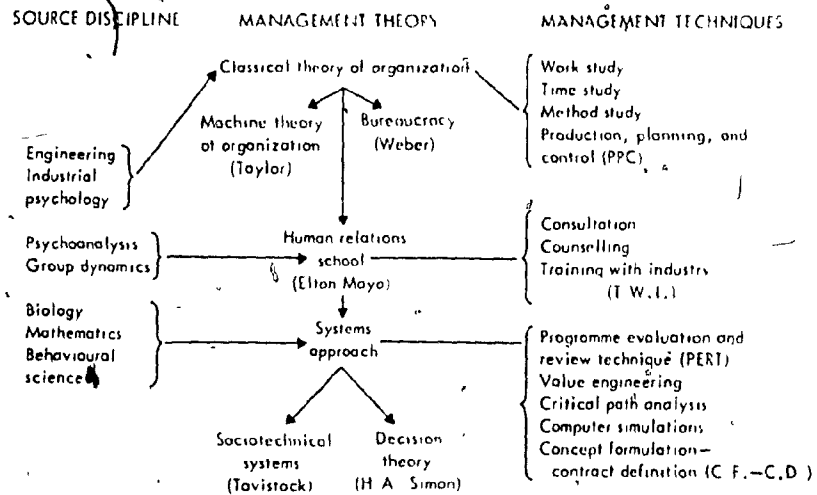 SOURCE DISCIPLINE
MANAGEMENT THEORY
MANAGEMENT TECHNIQUES
Classical theory of organization
Machine theory
of organization
(Taylor)
Bureaucracy
(Weber)
Work study
Time study
Method study
Production, planning, and
control (PPC)
Engineering
Industrial
psychology
Psychoanalysis
Group dynamics
Human relations
school
(Elton Mayo)
Consultation
Counselling
Training with industry
(T W.I.)
Biology
Mathematics
Behavioural
science
Systems
approach
Programme evaluation and
review technique (PERT)
Value engineering
Critical path analysis
Computer simulations
Concept formulation–
contract definition (C F.–C.D )
Sociotechnical
systems
(Tavistock)
Decision
theory
(H A Simon)